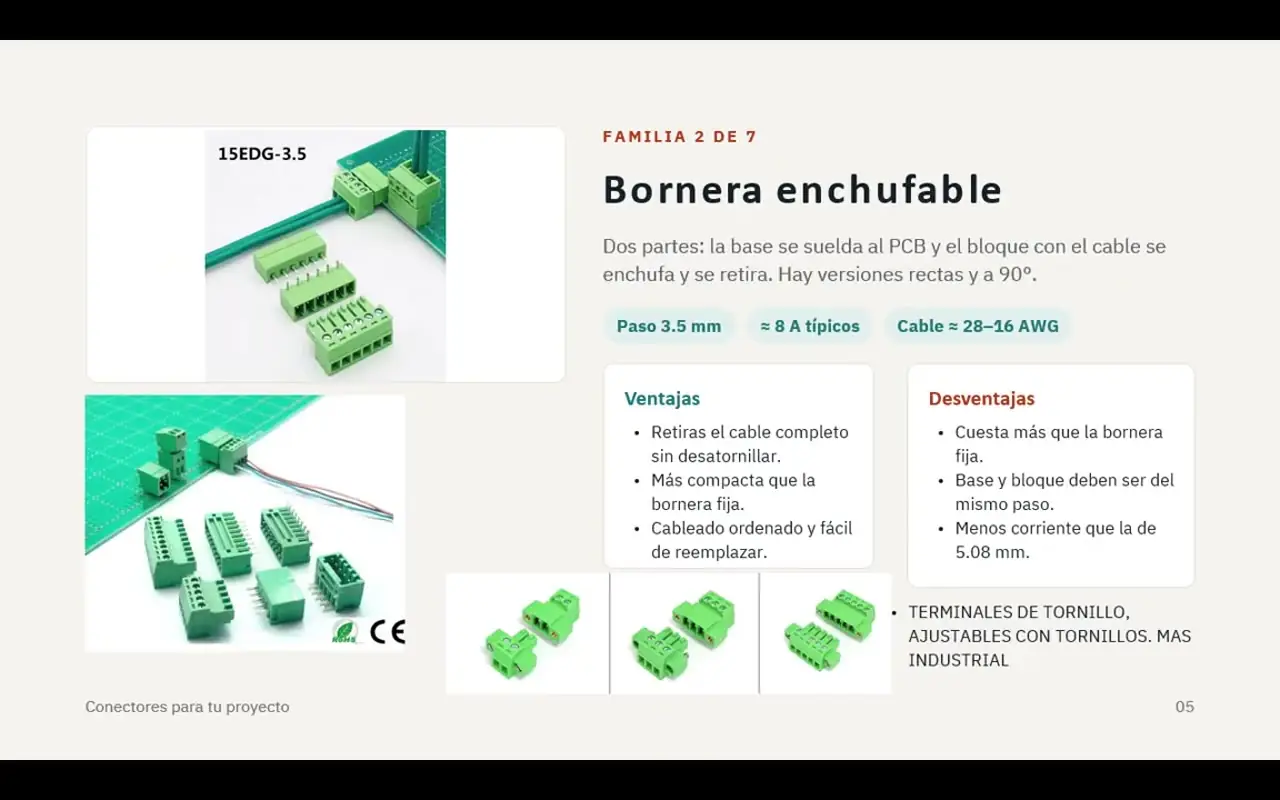 15EDG-3.5
FAMILIA 2 DE 7
Bornera enchufable
Dos partes: la base se suelda al PCB y el bloque con el cable se
enchufa y se retira. Hay versiones rectas y a 90°.
Paso 3.5 mm
≈ 8 A típicos
Cable ≈ 28–16 AWG
Ventajas
• Retiras el cable completo
sin desatornillar.
• Más compacta que la
bornera fija.
• Cableado ordenado y fácil
de reemplazar.
Desventajas
• Cuesta más que la bornera
fija.
• Base y bloque deben ser del
mismo paso.
• Menos corriente que la de
5.08 mm.
• TERMINALES DE TORNILLO,
AJUSTABLES CON TORNILLOS. MAS
INDUSTRIAL
RoHS
CE
Conectores para tu proyecto
05